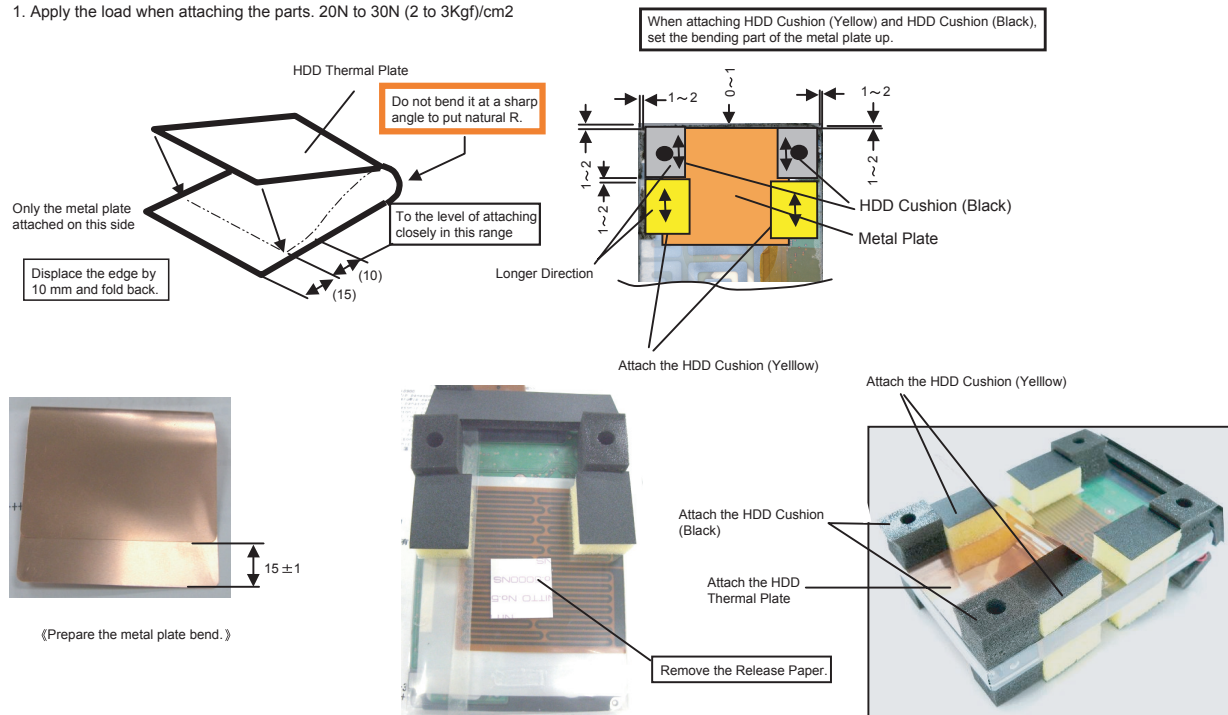 1. Apply the load when attaching the parts. 20N to 30N (2 to 3Kgf)/cm2
When attaching HDD Cushion (Yellow) and HDD Cushion (Black),
set the bending part of the metal plate up.
HDD Thermal Plate
Do not bend it at a sharp
angle to put natural R.
Only the metal plate
attached on this side
To the level of attaching
closely in this range
Displace the edge by
10 mm and fold back.
(10)
(15)
1~2
0~1
1~2
1~2
1~2
1~2
HDD Cushion (Black)
Metal Plate
Longer Direction
Attach the HDD Cushion (Yelllow)
Attach the HDD Cushion (Yelllow)
15 ±1
《Prepare the metal plate bend.》
NITTO No.5
Remove the Release Paper.
Attach the HDD Cushion
(Black)
Attach the HDD
Thermal Plate